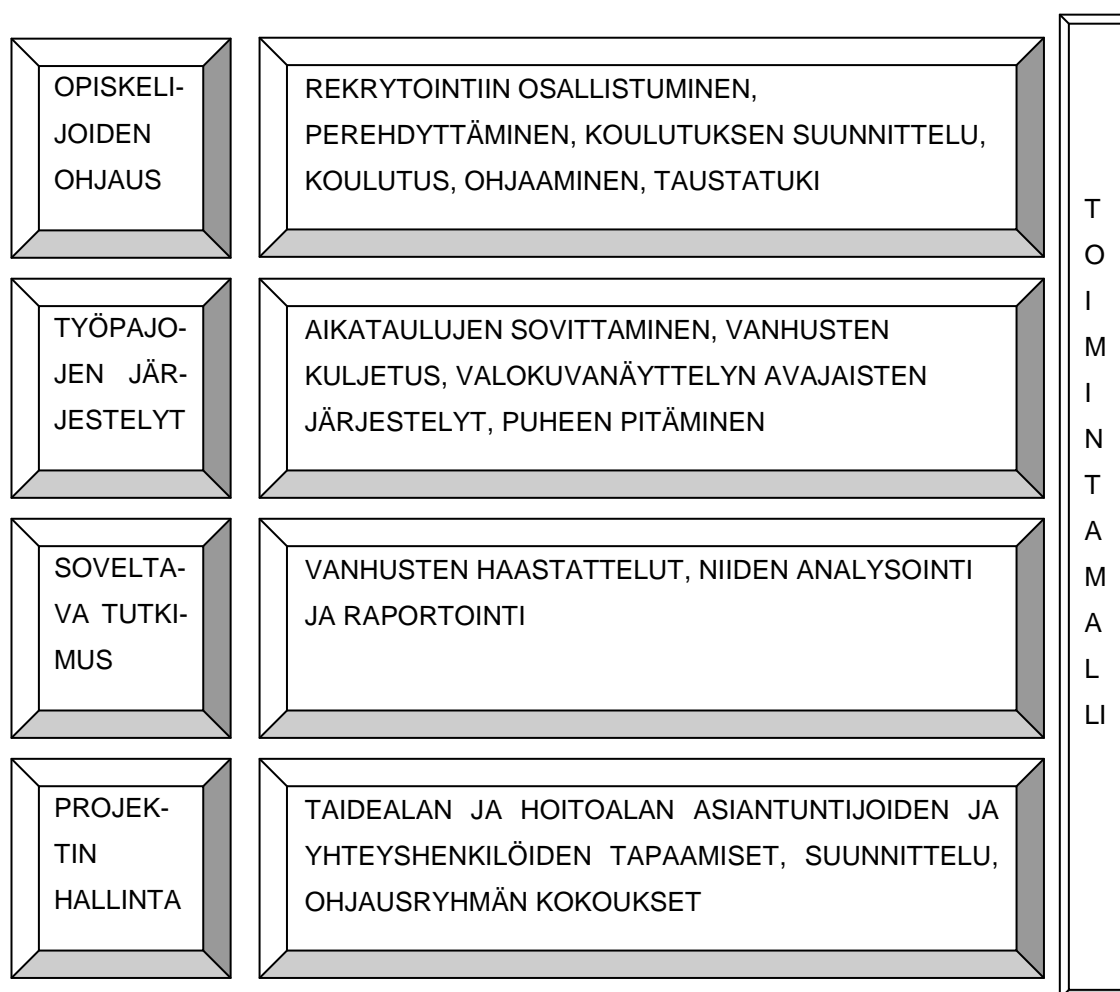 OPISKELI-
JOIDEN
OHJAUS
REKRYTOINTIIN OSALLISTUMINEN,
PEREHDYTTÄMINEN, KOULUTUKSEN SUUNNITTELU,
KOULUTUS, OHJAAMINEN, TAUSTATUKI
TYÖPAJO-
JEN JÄR-
JESTELYT
AIKATAULUJEN SOVITTAMINEN, VANHUSTEN
KULJETUS, VALOKUVANÄYTTELYN AVAJAISTEN
JÄRJESTELYT, PUHEEN PITÄMINEN
SOVELTA-
VA TUTKI-
MUS
VANHUSTEN HAASTATTELUT, NIIDEN ANALYSOINTI
JA RAPORTOINTI
PROJEK-
TIN
HALLINTA
TAIDEALAN JA HOITOALAN ASIANTUNTIJOIDEN JA
YHTEYSHENKILÖIDEN TAPAAMISET, SUUNNITTELU,
OHJAUSRYHMÄN KOKOUKSET
T
O
I
M
I
N
T
A
M
A
L
LI